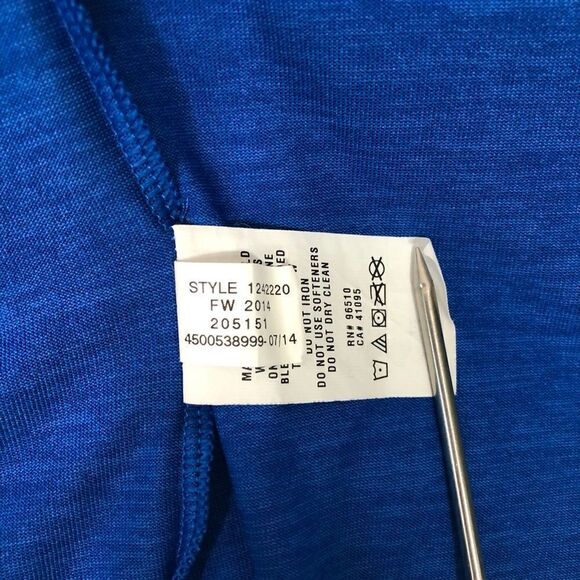 STYLE 1242220
FW 2014
205151
4500538999-07/14
DO NOT IRON
DO NOT USE SOFTENERS
DO NOT DRY CLEAN
RN# 96510
CA# 41095